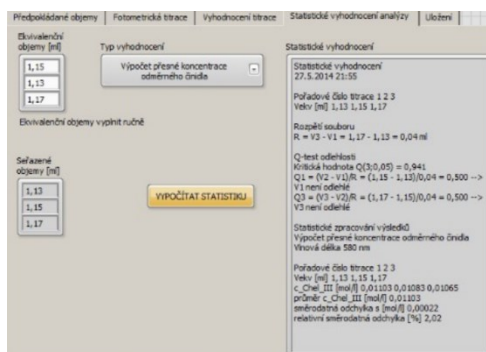 Předpokládané objemy
Fotometrická titrace
Vyhodnocení titrace
Statistické vyhodnocení analýzy
Uložení
Ekvivalenční
objemy [ml]
1,15
1,13
1,17
Typ vyhodnocení
Výpočet přesné koncentrace
odměrného činidla
Ekvivalenční objemy vyplnit ručně
Seřazené
objemy [ml]
1,13
1,15
1,17
VYPOČÍTAT STATISTIKU
Statistické vyhodnocení
Statistické vyhodnocení
27.5.2014 21:55
Pořadové číslo titrace 1 2 3
Vekv [ml] 1,13 1,15 1,17
Rozpětí souboru
R = V3 - V1 = 1,17 - 1,13 = 0,04 ml
Q-test odlehlosti
Kritická hodnota Q(3;0,05) = 0,941
Q1 = (V2 - V1)/R = (1,15 - 1,13)/0,04 = 0,500 -->
V1 není odlehlé
Q3 = (V3 - V2)/R = (1,17 - 1,15)/0,04 = 0,500 -->
V3 není odlehlé
Statistické zpracování výsledků
Výpočet přesné koncentrace odměrného činidla
Vlnová délka 580 nm
Pořadové číslo titrace 1 2 3
Vekv [ml] 1,13 1,15 1,17
c_Chel_III [mol/l] 0,01103 0,01083 0,01065
průměr c_Chel_III [mol/l] 0,01103
směrodatná odchylka s [mol/l] 0,00022
relativní směrodatná odchylka [%] 2,02